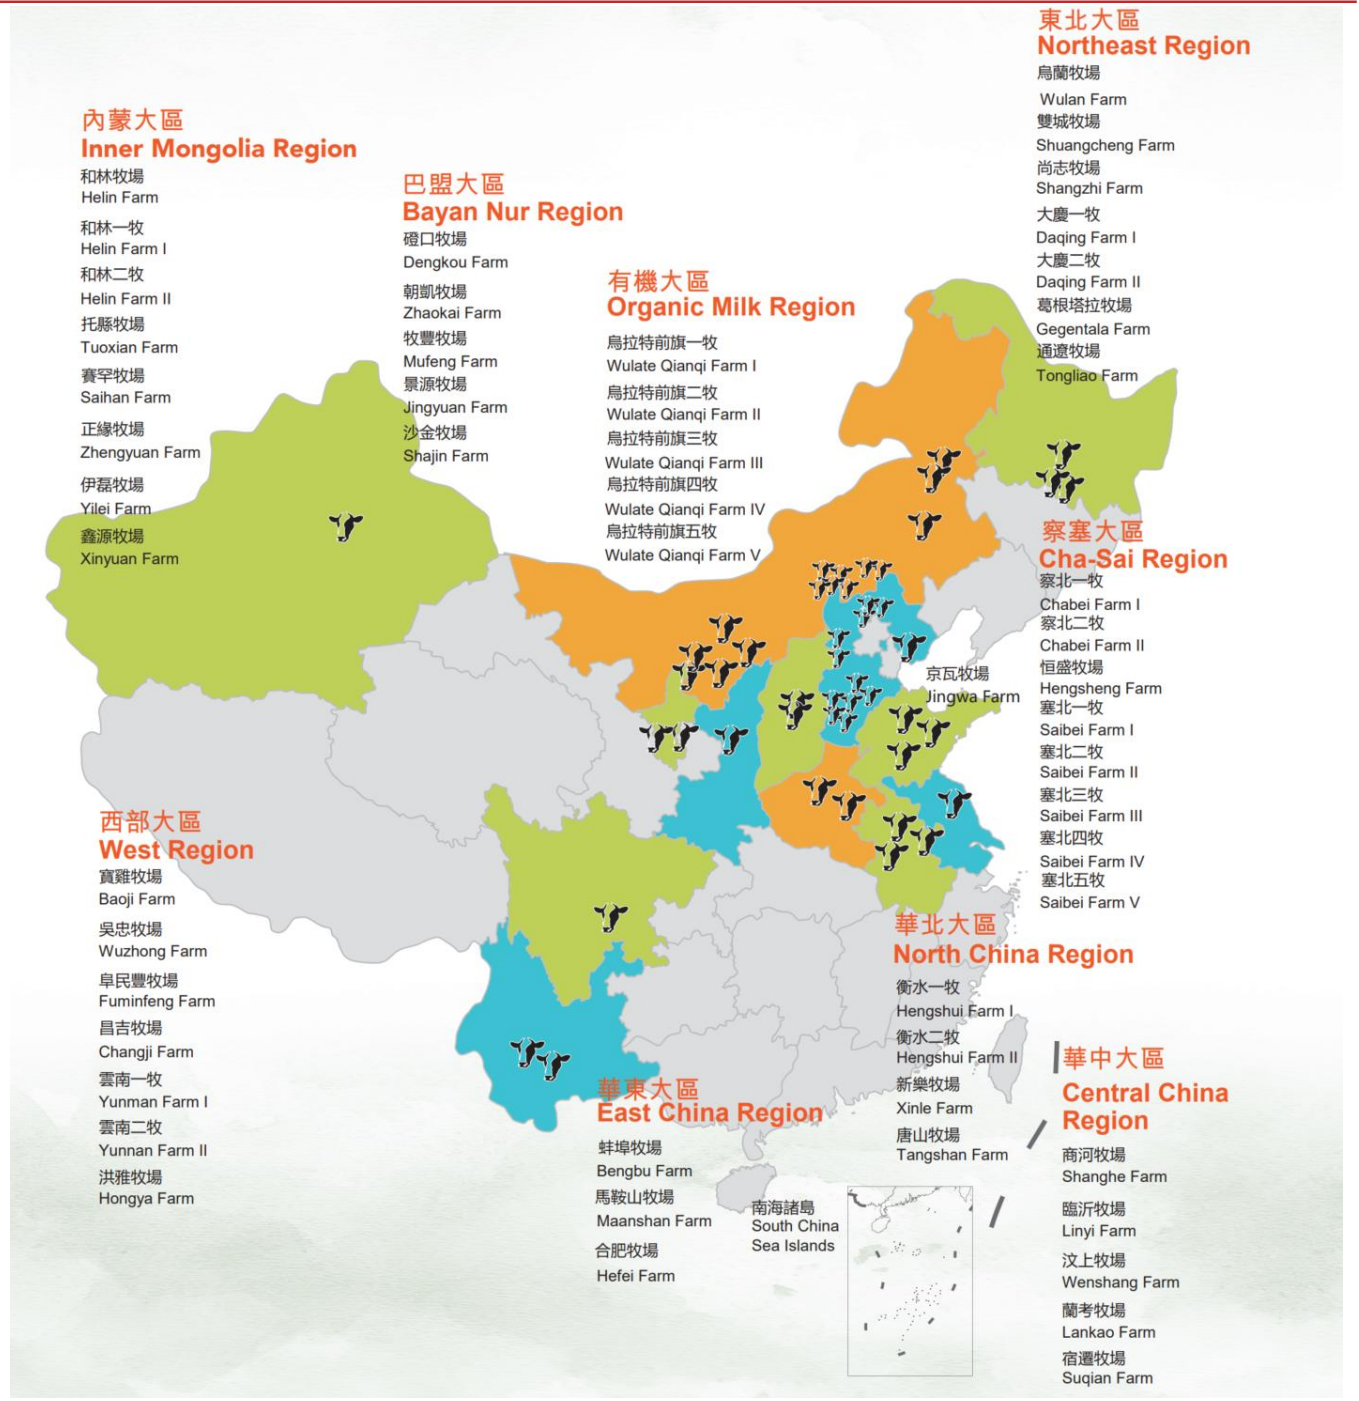 東北大區
Northeast Region
烏蘭牧場
Wulan Farm
雙城牧場
Shuangcheng Farm
尚志牧場
Shangzhi Farm
大慶一牧
Daqing Farm I
大慶二牧
Daqing Farm II
葛根塔拉牧場
Gegentala Farm
通遼牧場
Tongliao Farm
內蒙大區
Inner Mongolia Region
和林牧場
Helin Farm
和林一牧
Helin Farm I
和林二牧
Helin Farm II
托縣牧場
Tuoxian Farm
賽罕牧場
Saihan Farm
正緣牧場
Zhengyuan Farm
伊磊牧場
Yilei Farm
鑫源牧場
Xinyuan Farm
巴盟大區
Bayan Nur Region
磴口牧場
Dengkou Farm
朝凱牧場
Zhaokai Farm
牧豐牧場
Mufeng Farm
景源牧場
Jingyuan Farm
沙金牧場
Shajin Farm
有機大區
Organic Milk Region
烏拉特前旗一牧
Wulate Qianqi Farm I
烏拉特前旗二牧
Wulate Qianqi Farm II
烏拉特前旗三牧
Wulate Qianqi Farm III
烏拉特前旗四牧
Wulate Qianqi Farm IV
烏拉特前旗五牧
Wulate Qianqi Farm V
察塞大區
Cha-Sai Region
察北一牧
Chabei Farm I
察北二牧
Chabei Farm II
恒盛牧場
Hengsheng Farm
塞北一牧
Saibei Farm I
塞北二牧
Saibei Farm II
塞北三牧
Saibei Farm III
塞北四牧
Saibei Farm IV
塞北五牧
Saibei Farm V
京瓦牧場
Jingwa Farm
西部大區
West Region
寶雞牧場
Baoji Farm
吳忠牧場
Wuzhong Farm
阜民豐牧場
Fuminfeng Farm
昌吉牧場
Changji Farm
雲南一牧
Yunman Farm I
雲南二牧
Yunnan Farm II
洪雅牧場
Hongya Farm
華北大區
North China Region
衡水一牧
Hengshui Farm I
衡水二牧
Hengshui Farm II
新樂牧場
Xinle Farm
唐山牧場
Tangshan Farm
華東大區
East China Region
蚌埠牧場
Bengbu Farm
馬鞍山牧場
Maanshan Farm
合肥牧場
Hefei Farm
南海諸島
South China
Sea Islands
華中大區
Central China
Region
商河牧場
Shanghe Farm
臨沂牧場
Linyi Farm
汶上牧場
Wenshang Farm
蘭考牧場
Lankao Farm
宿遷牧場
Suqian Farm